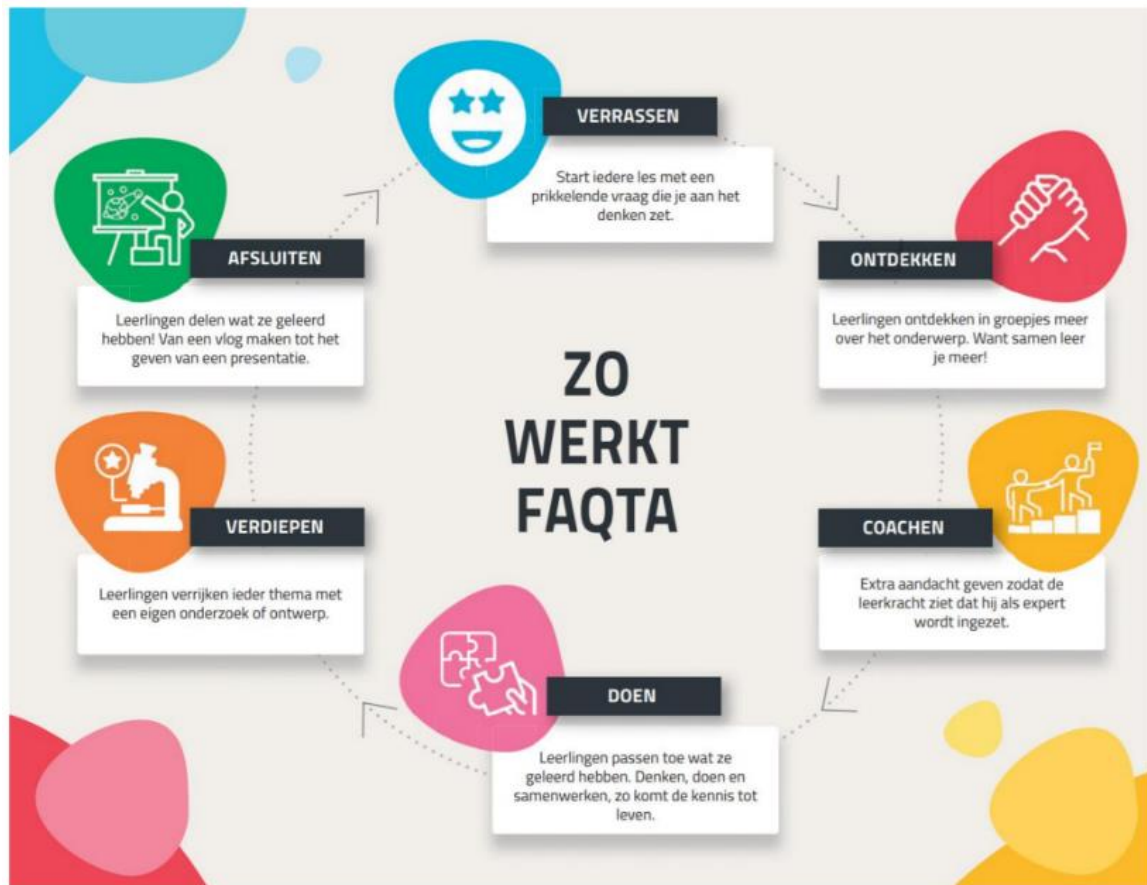 VERRASSEN
Start iedere les met een
prikkelende vraag die je aan het
denken zet.
ONTDEKKEN
Leerlingen ontdekken in groepjes meer
over het onderwerp. Want samen leer
je meer!
COACHEN
Extra aandacht geven zodat de
leerkracht ziet dat hij als expert
wordt ingezet.
DOEN
Leerlingen passen toe wat ze
geleerd hebben. Denken, doen en
samenwerken, zo komt de kennis tot
leven.
VERDIEPEN
Leerlingen verrijken ieder thema met
een eigen onderzoek of ontwerp.
AFSLUITEN
Leerlingen delen wat ze geleerd
hebben! Van een vlog maken tot het
geven van een presentatie.
ZO
WERKT
FAQTA